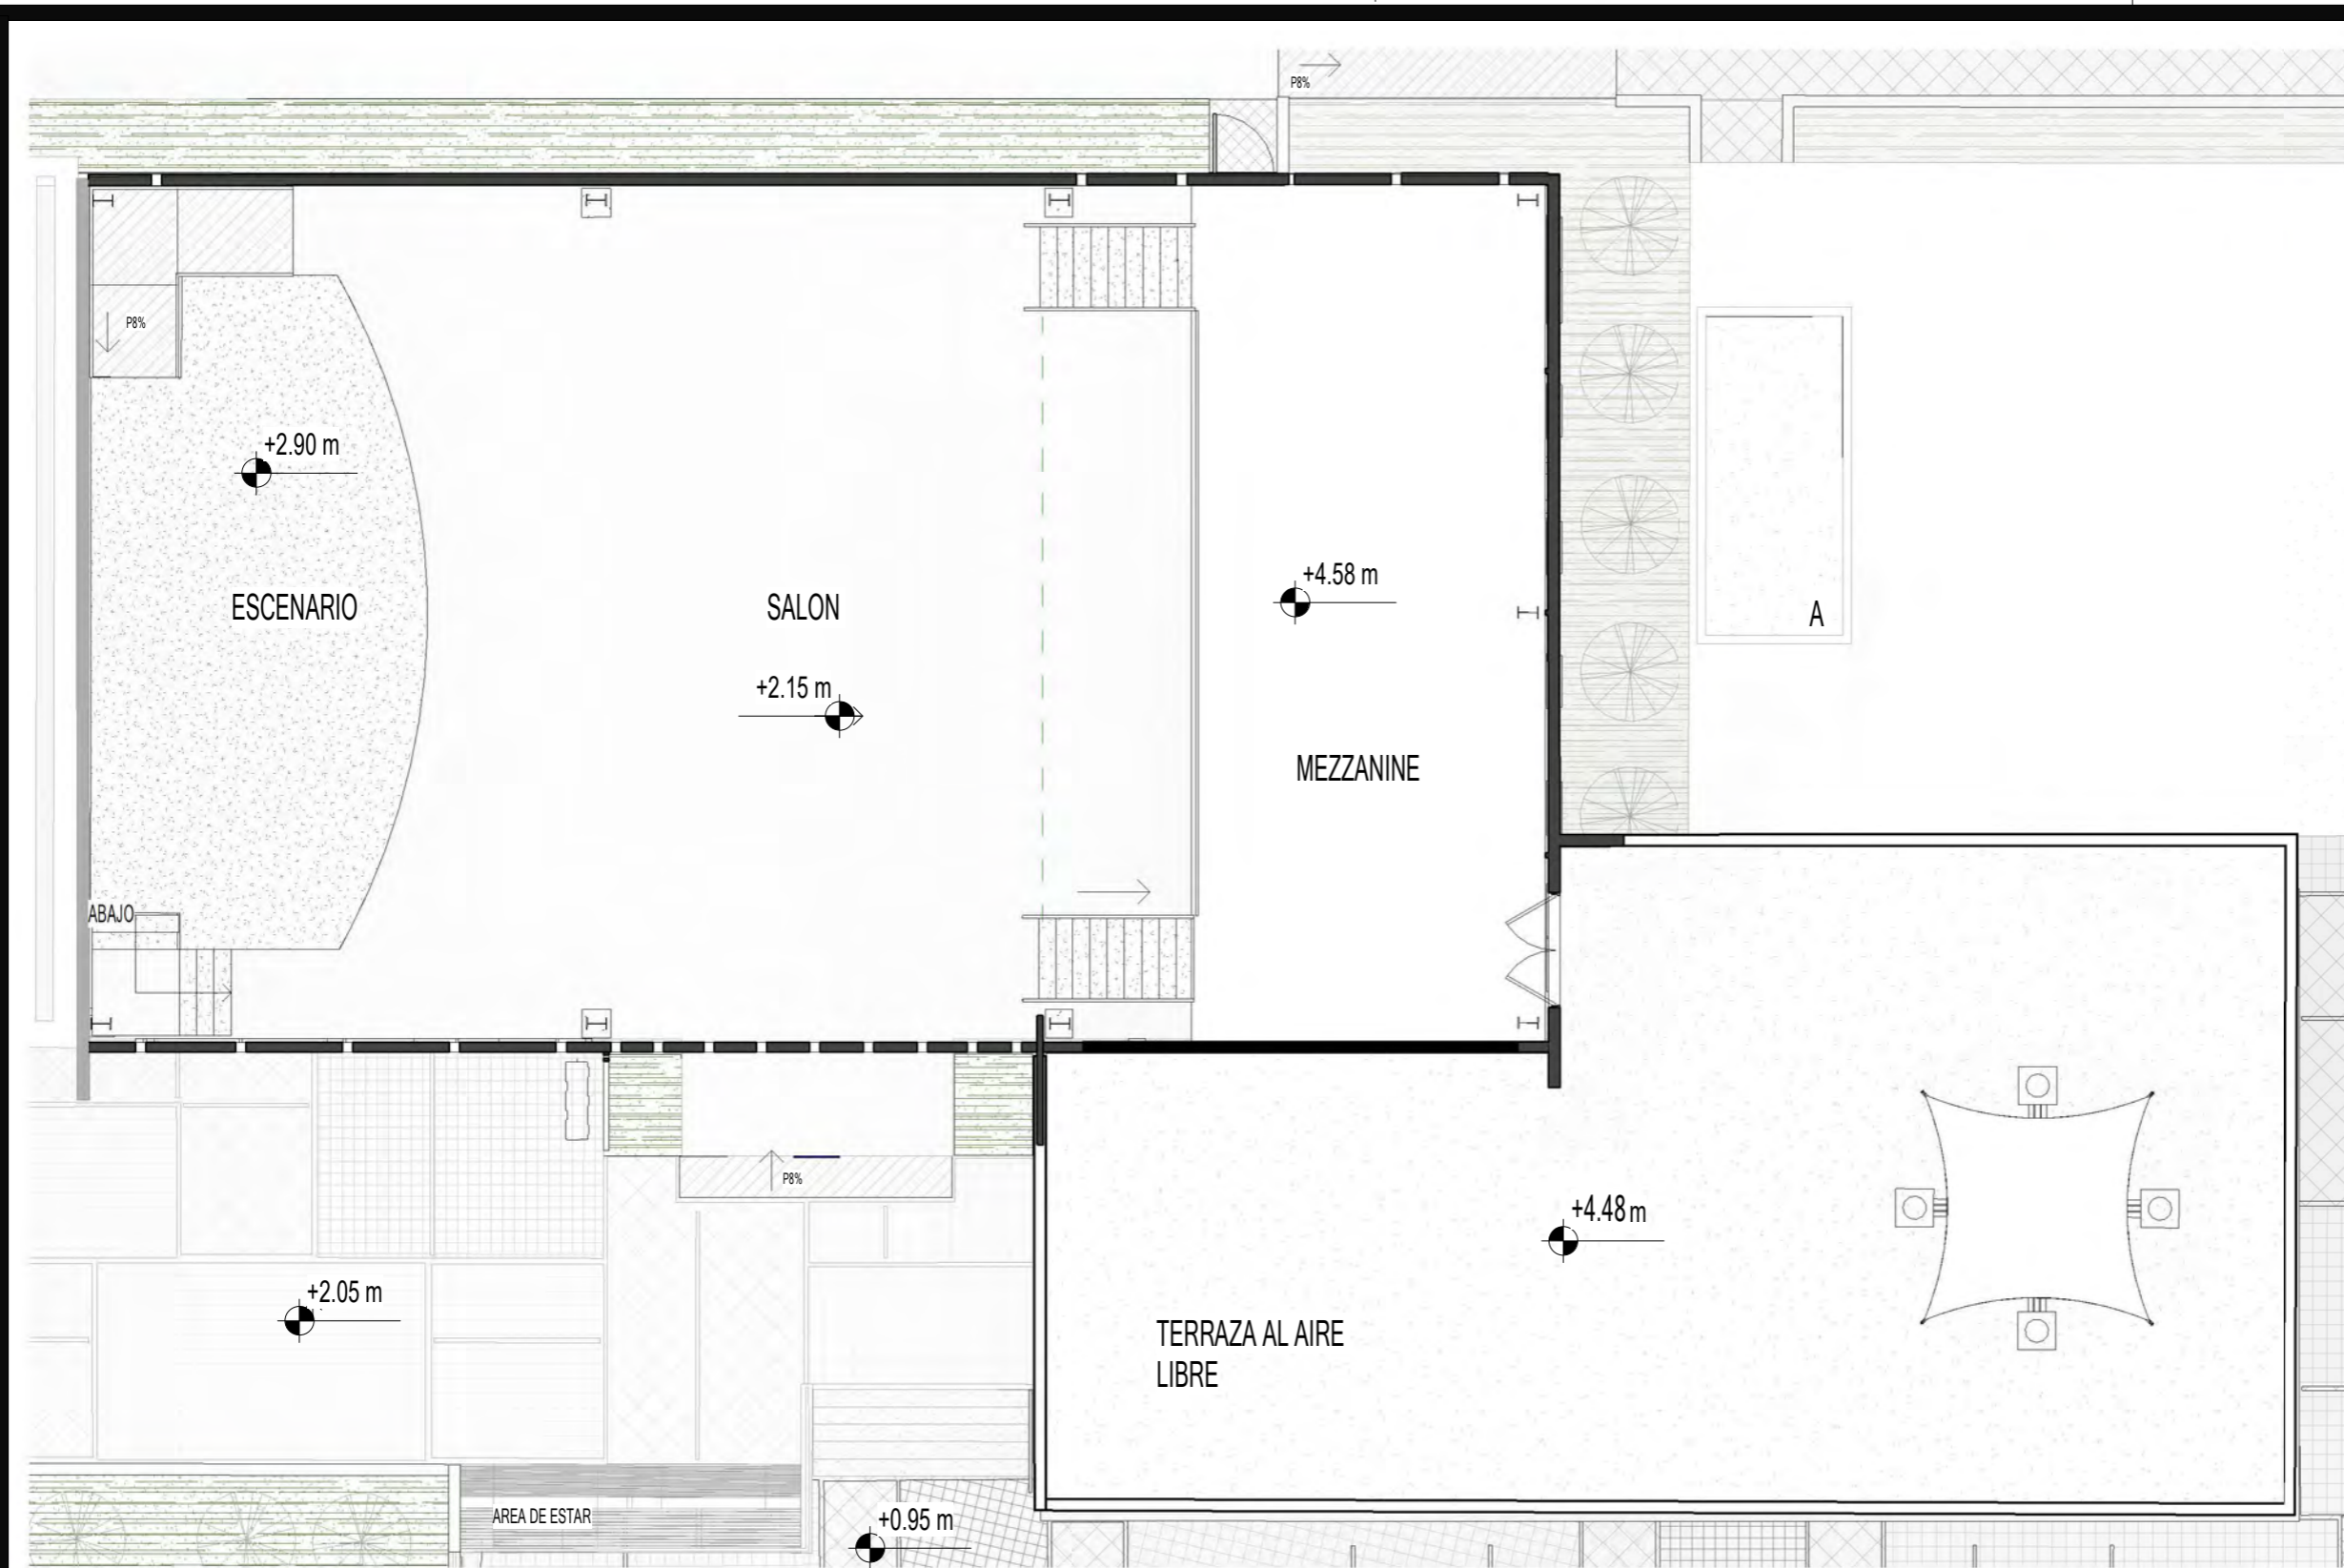 P8%
P8%
+2.90 m
+4.58 m
ESCENARIO
SALON
A
+2.15 m
MEZZANINE
ABAJO
P8%
+4.48 m
+2.05 m
TERRAZA AL AIRE
LIBRE
AREA DE ESTAR
+0.95 m